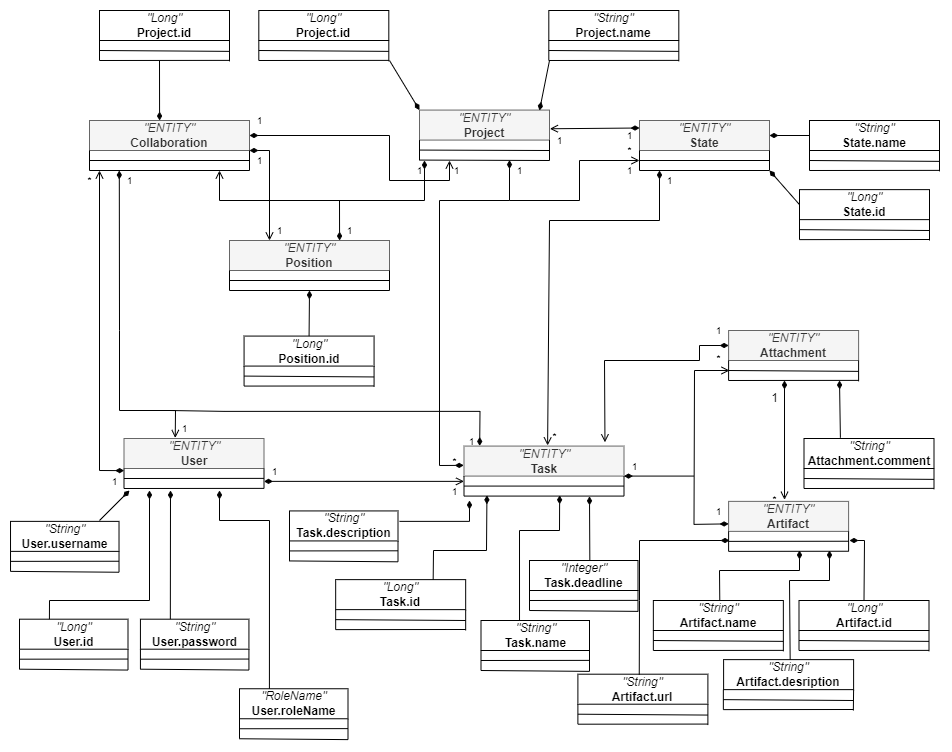 "Long"
Project.id
"Long"
Project.id
"String"
Project.name
"ENTITY"
Collaboration
1
1
*
1
"ENTITY"
Project
1
1
1
1
"ENTITY"
State
1
*
1
1
"String"
State.name
"Long"
State.id
"ENTITY"
Position
1
1
"Long"
Position.id
"ENTITY"
Attachment
1
*
1
"String"
Attachment.comment
"ENTITY"
User
1
1
1
"ENTITY"
Task
1
*
*
1
1
"ENTITY"
Artifact
1
*
"String"
User.username
"Long"
User.id
"String"
User.password
"RoleName"
User.roleName
"String"
Task.description
"Long"
Task.id
"Integer"
Task.deadline
"String"
Task.name
"String"
Artifact.url
"String"
Artifact.name
"Long"
Artifact.id
"String"
Artifact.desription